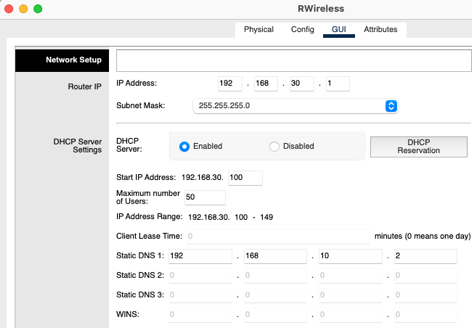 RWireless
Physical Config GUI Attributes
Network Setup
Router IP
IP Address: 192 . 168 . 30 . 1
Subnet Mask: 255.255.255.0
DHCP Server Settings
DHCP Server: Enabled Disabled DHCP Reservation
Start IP Address: 192.168.30. 100
Maximum number of Users: 50
IP Address Range: 192.168.30. 100 - 149
Client Lease Time: 0 minutes (0 means one day)
Static DNS 1: 192 . 168 . 10 . 2
Static DNS 2: 0 . 0 . 0 . 0
Static DNS 3: 0 . 0 . 0 . 0
WINS: 0 . 0 . 0 . 0